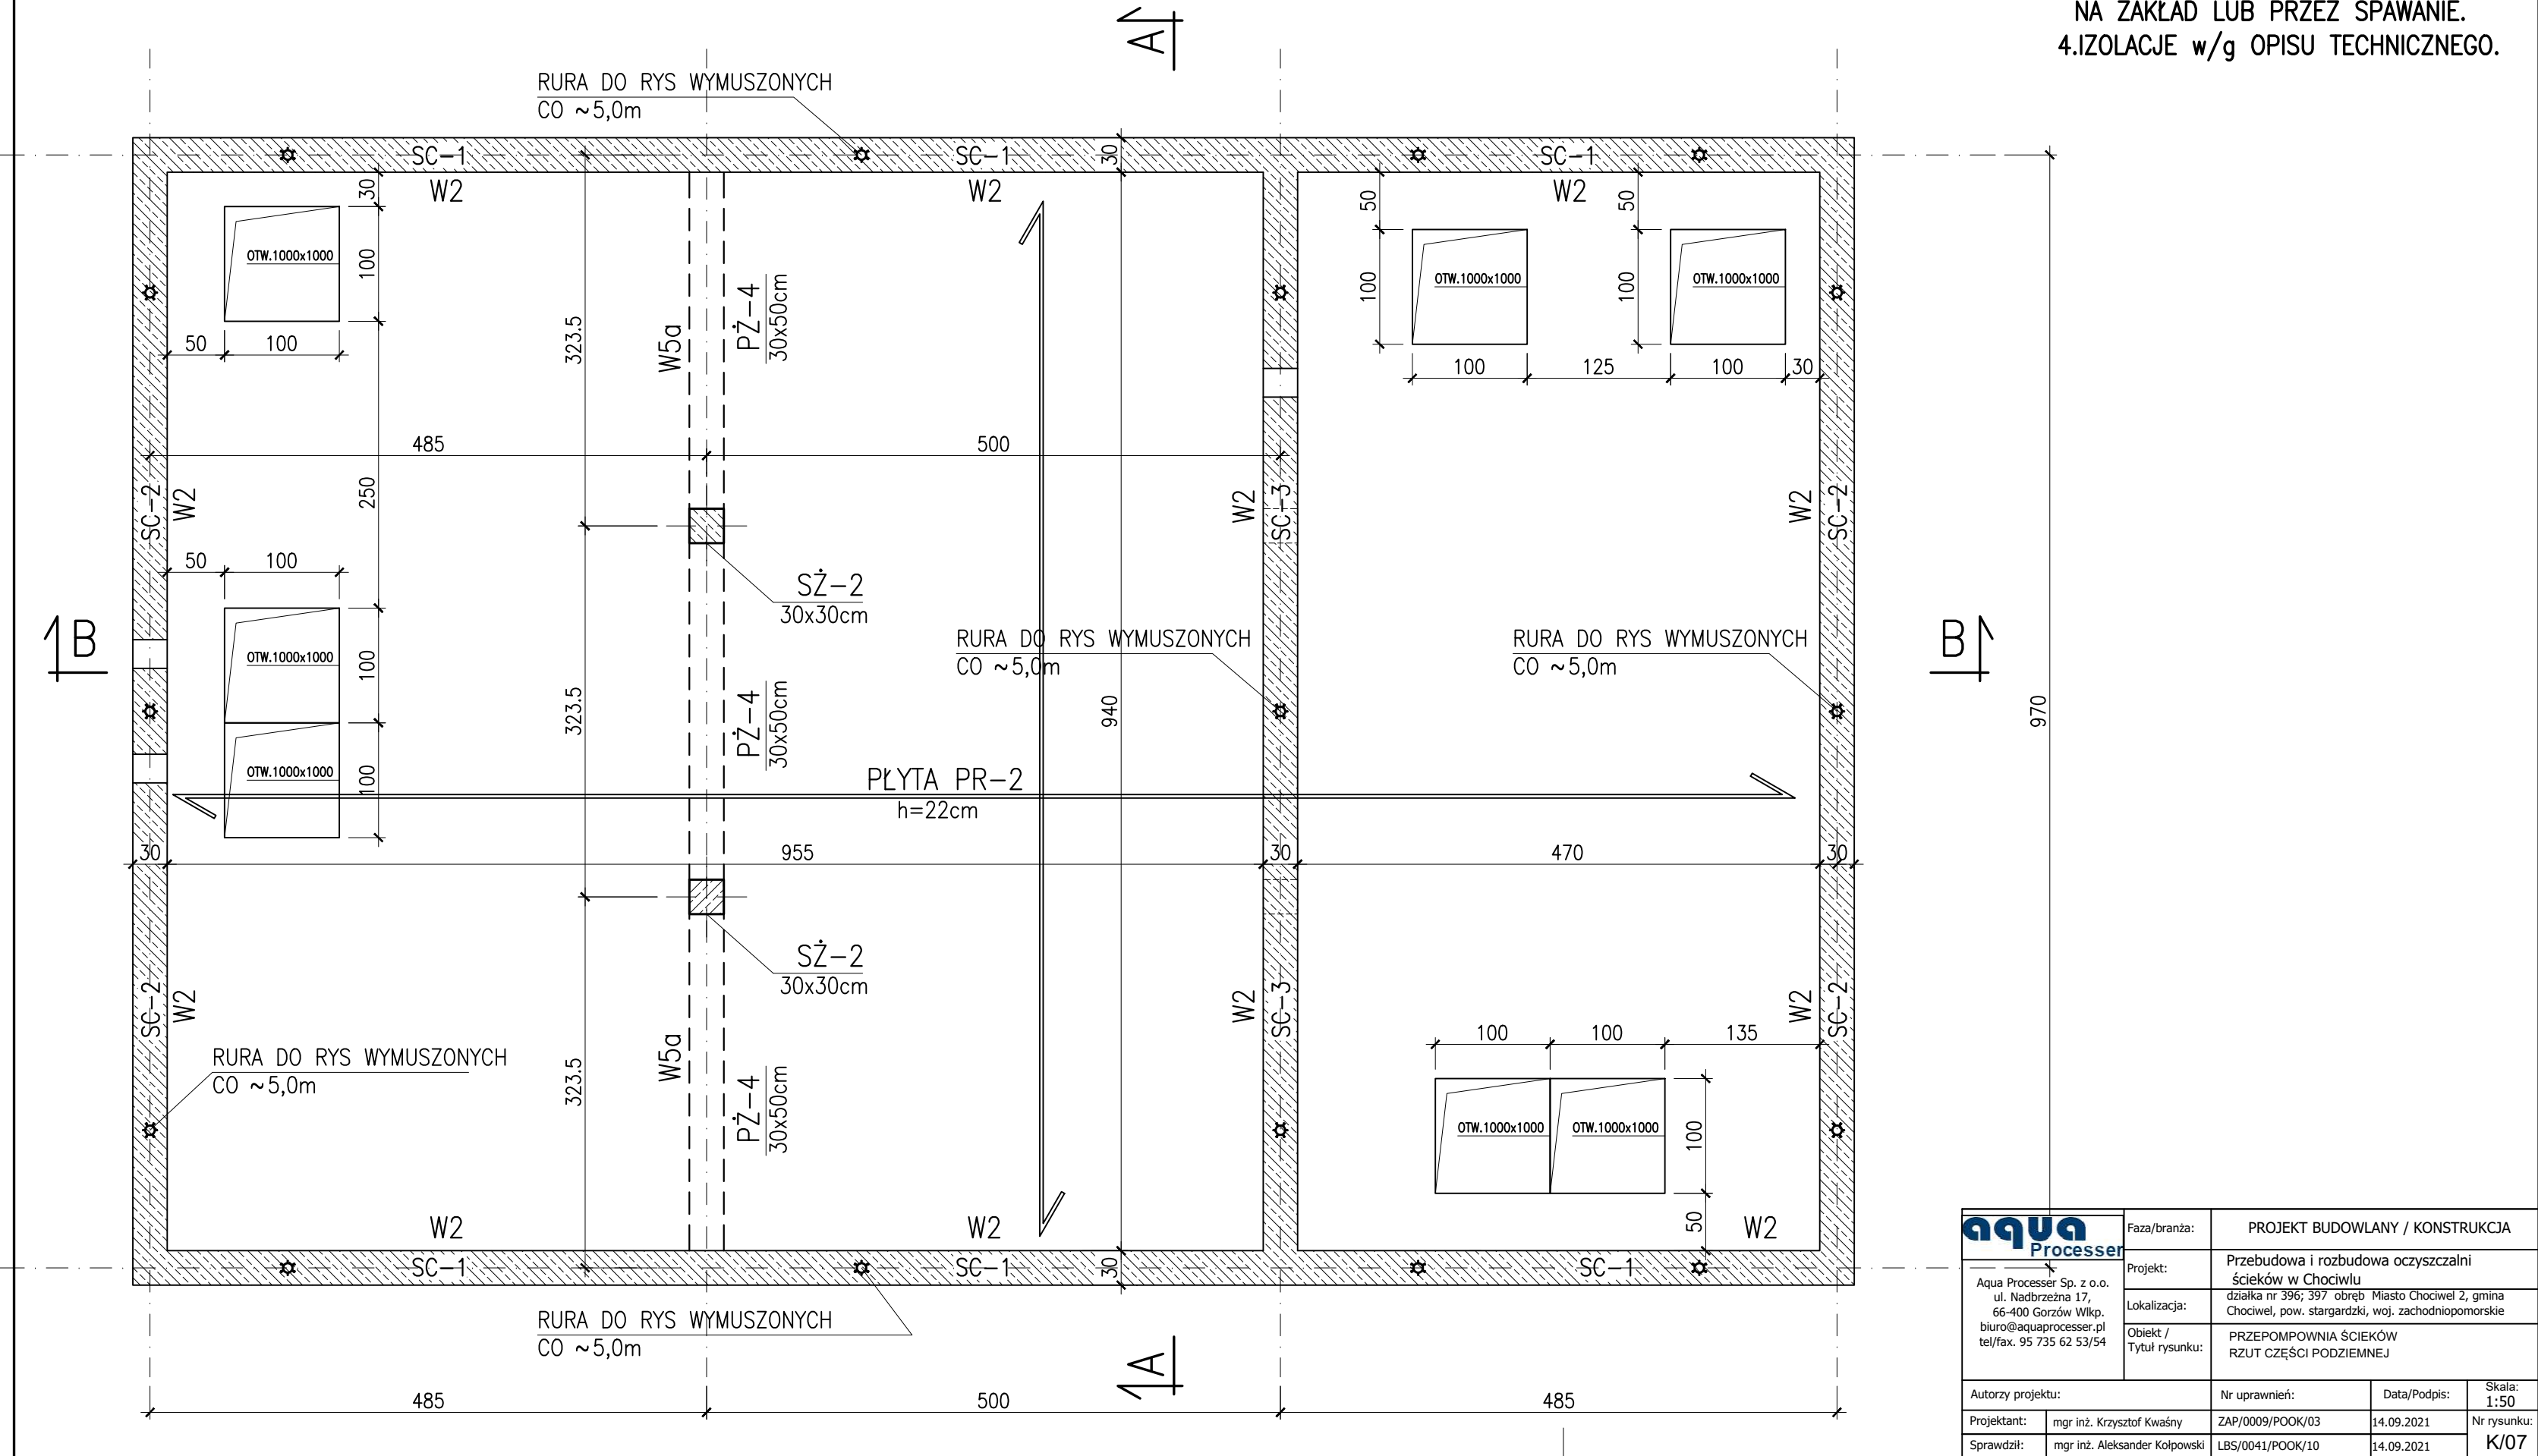 NA ZAKŁAD LUB PRZEZ SPAWANIE.
4.IZOLACJE w/g OPISU TECHNICZNEGO.
A
RURA DO RYS WYMUSZONYCH
CO ~5,0m
SC-1
SC-1
30
SC-1
W2
W2
W2
30
50
50
OTW.1000x1000
100
OTW.1000x1000
100
OTW.1000x1000
100
50
100
323.5
W5a
PŻ-4
30x50cm
100
125
100
30
485
500
250
SC-2
W2
W2
SC-3
W2
SC-2
50
100
SŻ-2
30x30cm
B
RURA DO RYS WYMUSZONYCH
CO ~5,0m
RURA DO RYS WYMUSZONYCH
CO ~5,0m
B
OTW.1000x1000
100
323.5
PŻ-4
30x50cm
940
970
OTW.1000x1000
100
PŁYTA PR-2
h=22cm
30
955
30
470
30
SŻ-2
30x30cm
SC-2
W2
W2
SC-3
W2
SC-2
RURA DO RYS WYMUSZONYCH
CO ~5,0m
323.5
W5a
PŻ-4
30x50cm
100
100
135
OTW.1000x1000
OTW.1000x1000
100
50
W2
W2
W2
SC-1
SC-1
30
SC-1
RURA DO RYS WYMUSZONYCH
CO ~5,0m
A
485
500
485
aqua
Processer
Aqua Processer Sp. z o.o.
ul. Nadbrzeżna 17,
66-400 Gorzów Wlkp.
biuro@aquaprocesser.pl
tel/fax. 95 735 62 53/54
Faza/branża:
PROJEKT BUDOWLANY / KONSTRUKCJA
Projekt:
Przebudowa i rozbudowa oczyszczalni
ścieków w Chociwlu
Lokalizacja:
działka nr 396; 397 obręb Miasto Chociwel 2, gmina
Chociwel, pow. stargardzki, woj. zachodniopomorskie
Obiekt /
Tytuł rysunku:
PRZEPOMPOWNIA ŚCIEKÓW
RZUT CZĘŚCI PODZIEMNEJ
Autorzy projektu:
Nr uprawnień:
Data/Podpis:
Skala:
1:50
Projektant:
mgr inż. Krzysztof Kwaśny
ZAP/0009/POOK/03
14.09.2021
Nr rysunku:
K/07
Sprawdził:
mgr inż. Aleksander Kołpowski
LBS/0041/POOK/10
14.09.2021